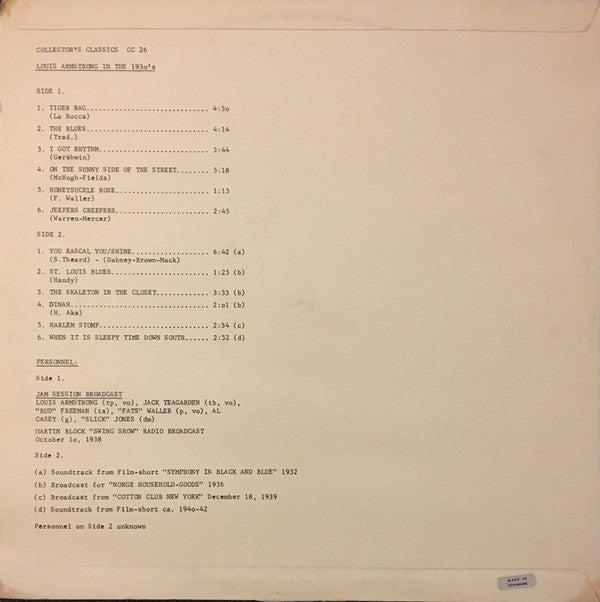 COLLECTOR'S CLASSICS CC 26
LOUIS ARMSTRONG IN THE 193o's
SIDE 1.
1. TIGER RAG............................... 4:3o
(La Rocca)
2. THE BLUES............................... 4:14
(Trad.)
3. I GOT RHYTHM............................ 3:44
(Gershwin)
4. ON THE SUNNY SIDE OF THE STREET........ 5:18
(McHugh-Fields)
5. HONEYSUCKLE ROSE....................... 1:15
(F. Waller)
6. JEEPERS CREEPERS....................... 2:45
(Warren-Mercer)
SIDE 2.
1. YOU RASCAL YOU/SHINE................... 6:42 (a)
(S.Theard) - (Dabney-Brown-Mack)
2. ST. LOUIS BLUES........................ 1:25 (b)
(Handy)
3. THE SKALETON IN THE CLOSET............. 3:33 (b)
4. DINAH.................................. 2:o1 (b)
(H. Aks)
5. HARLEM STOMP........................... 2:34 (c)
6. WHEN IT IS SLEEPY TIME DOWN SOUTH...... 2:52 (d)
PERSONNEL:
Side 1.
JAM SESSION BROADCAST
LOUIS ARMSTRONG (tp, vo), JACK TEAGARDEN (tb, vo),
"BUD" FREEMAN (ts), "FATS" WALLER (p, vo), AL
CASEY (g), "SLICK" JONES (dm)
MARTIN BLOCK "SWING SHOW" RADIO BROADCAST
October 1o, 1938
Side 2.
(a) Soundtrack from Film-short "SYMPHONY IN BLACK AND BLUE" 1932
(b) Broadcast for "NORGE HOUSEHOLD-GOODS" 1936
(c) Broadcast from "COTTON CLUB NEW YORK" December 18, 1939
(d) Soundtrack from Film-short ca. 194o-42
Personnel on Side 2 unknown
MADE IN
DENMARK